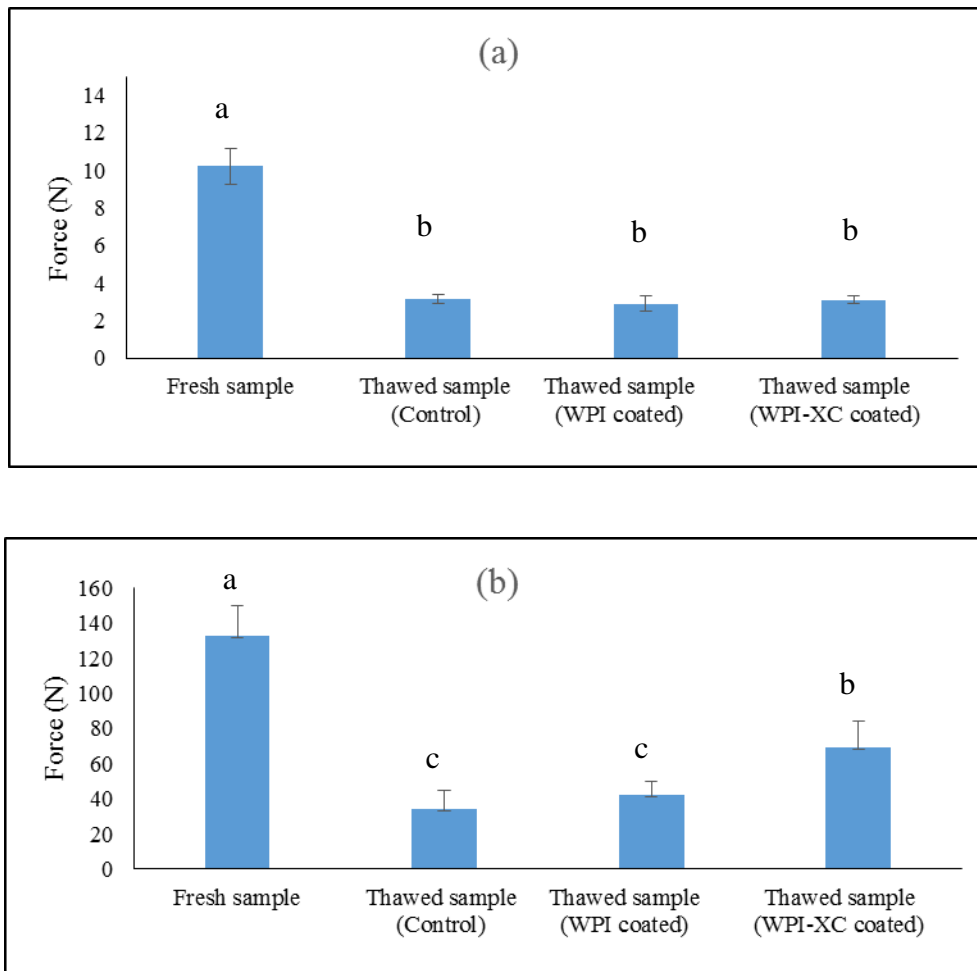 (a)
14
12
10
8
6
4
2
0
Force (N)
a
b
b
b
Fresh sample
Thawed sample
(Control)
Thawed sample
(WPI coated)
Thawed sample
(WPI-XC coated)
(b)
160
140
120
100
80
60
40
20
0
Force (N)
a
c
c
b
Fresh sample
Thawed sample
(Control)
Thawed sample
(WPI coated)
Thawed sample
(WPI-XC coated)